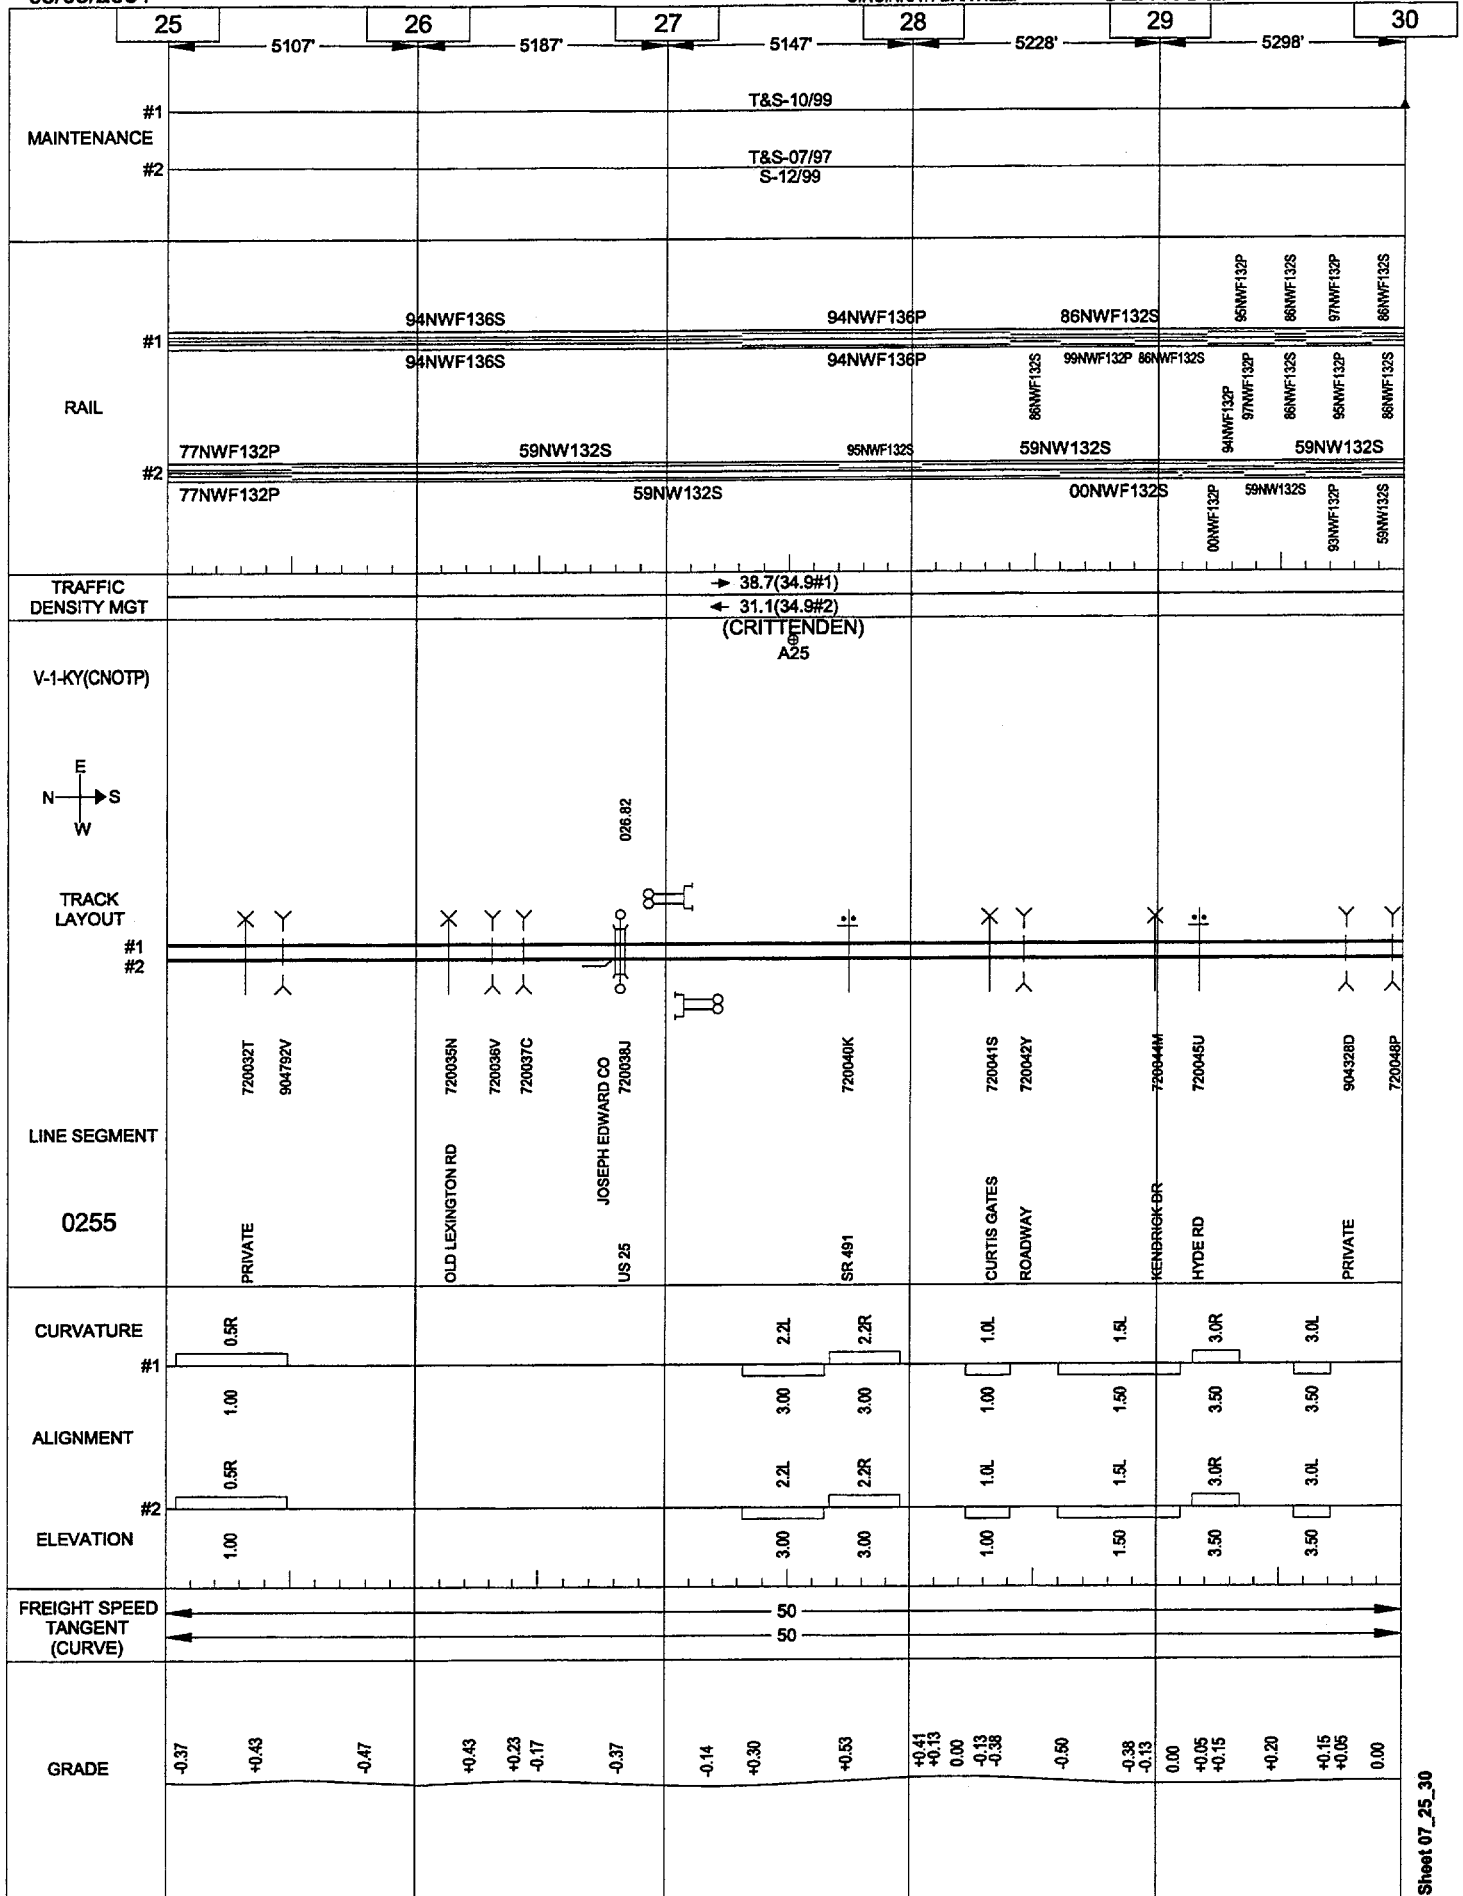 25 26 27 28 29 30
5107' 5187' 5147' 5228' 5298'
MAINTENANCE
#1
T&S-10/99
#2
T&S-07/97
S-12/99
RAIL
#1
94NWF136S 94NWF136P 86NWF132S 95NWF132P 86NWF132S 97NWF132P 86NWF132S
94NWF136S 94NWF136P 86NWF132S 99NWF132P 86NWF132S 94NWF132P 97NWF132P 86NWF132S 95NWF132P 86NWF132S
#2
77NWF132P 59NW132S 95NWF132S 59NW132S 59NW132S
77NWF132P 59NW132S 00NWF132S 00NWF132P 59NW132S 93NWF132P 59NW132S
TRAFFIC
DENSITY MGT
38.7(34.9#1)
31.1(34.9#2)
(CRITTENDEN)
A25
V-1-KY(CNOTP)
E
N S
W
026.82
TRACK
LAYOUT
#1
#2
720032T 904792V 720035N 720036V 720037C 720038J 720040K 720041S 720042Y 720044M 720045U 904328D 720048P
LINE SEGMENT
0255
PRIVATE
OLD LEXINGTON RD
JOSEPH EDWARD CO
US 25
SR 491
CURTIS GATES
ROADWAY
KENDRICK DR
HYDE RD
PRIVATE
CURVATURE
#1
0.5R 2.2L 2.2R 1.0L 1.5L 3.0R 3.0L
1.00 3.00 3.00 1.00 1.50 3.50 3.50
ALIGNMENT
#2
0.5R 2.2L 2.2R 1.0L 1.5L 3.0R 3.0L
ELEVATION
1.00 3.00 3.00 1.00 1.50 3.50 3.50
FREIGHT SPEED
TANGENT
(CURVE)
50
50
GRADE
-0.37 +0.43 -0.47 +0.43 +0.23 -0.17 -0.37 -0.14 +0.30 +0.53 +0.41 +0.13 0.00 -0.13 -0.38 -0.50 -0.38 -0.13 0.00 +0.05 +0.15 +0.20 +0.15 +0.05 0.00
Sheet 07_25_30